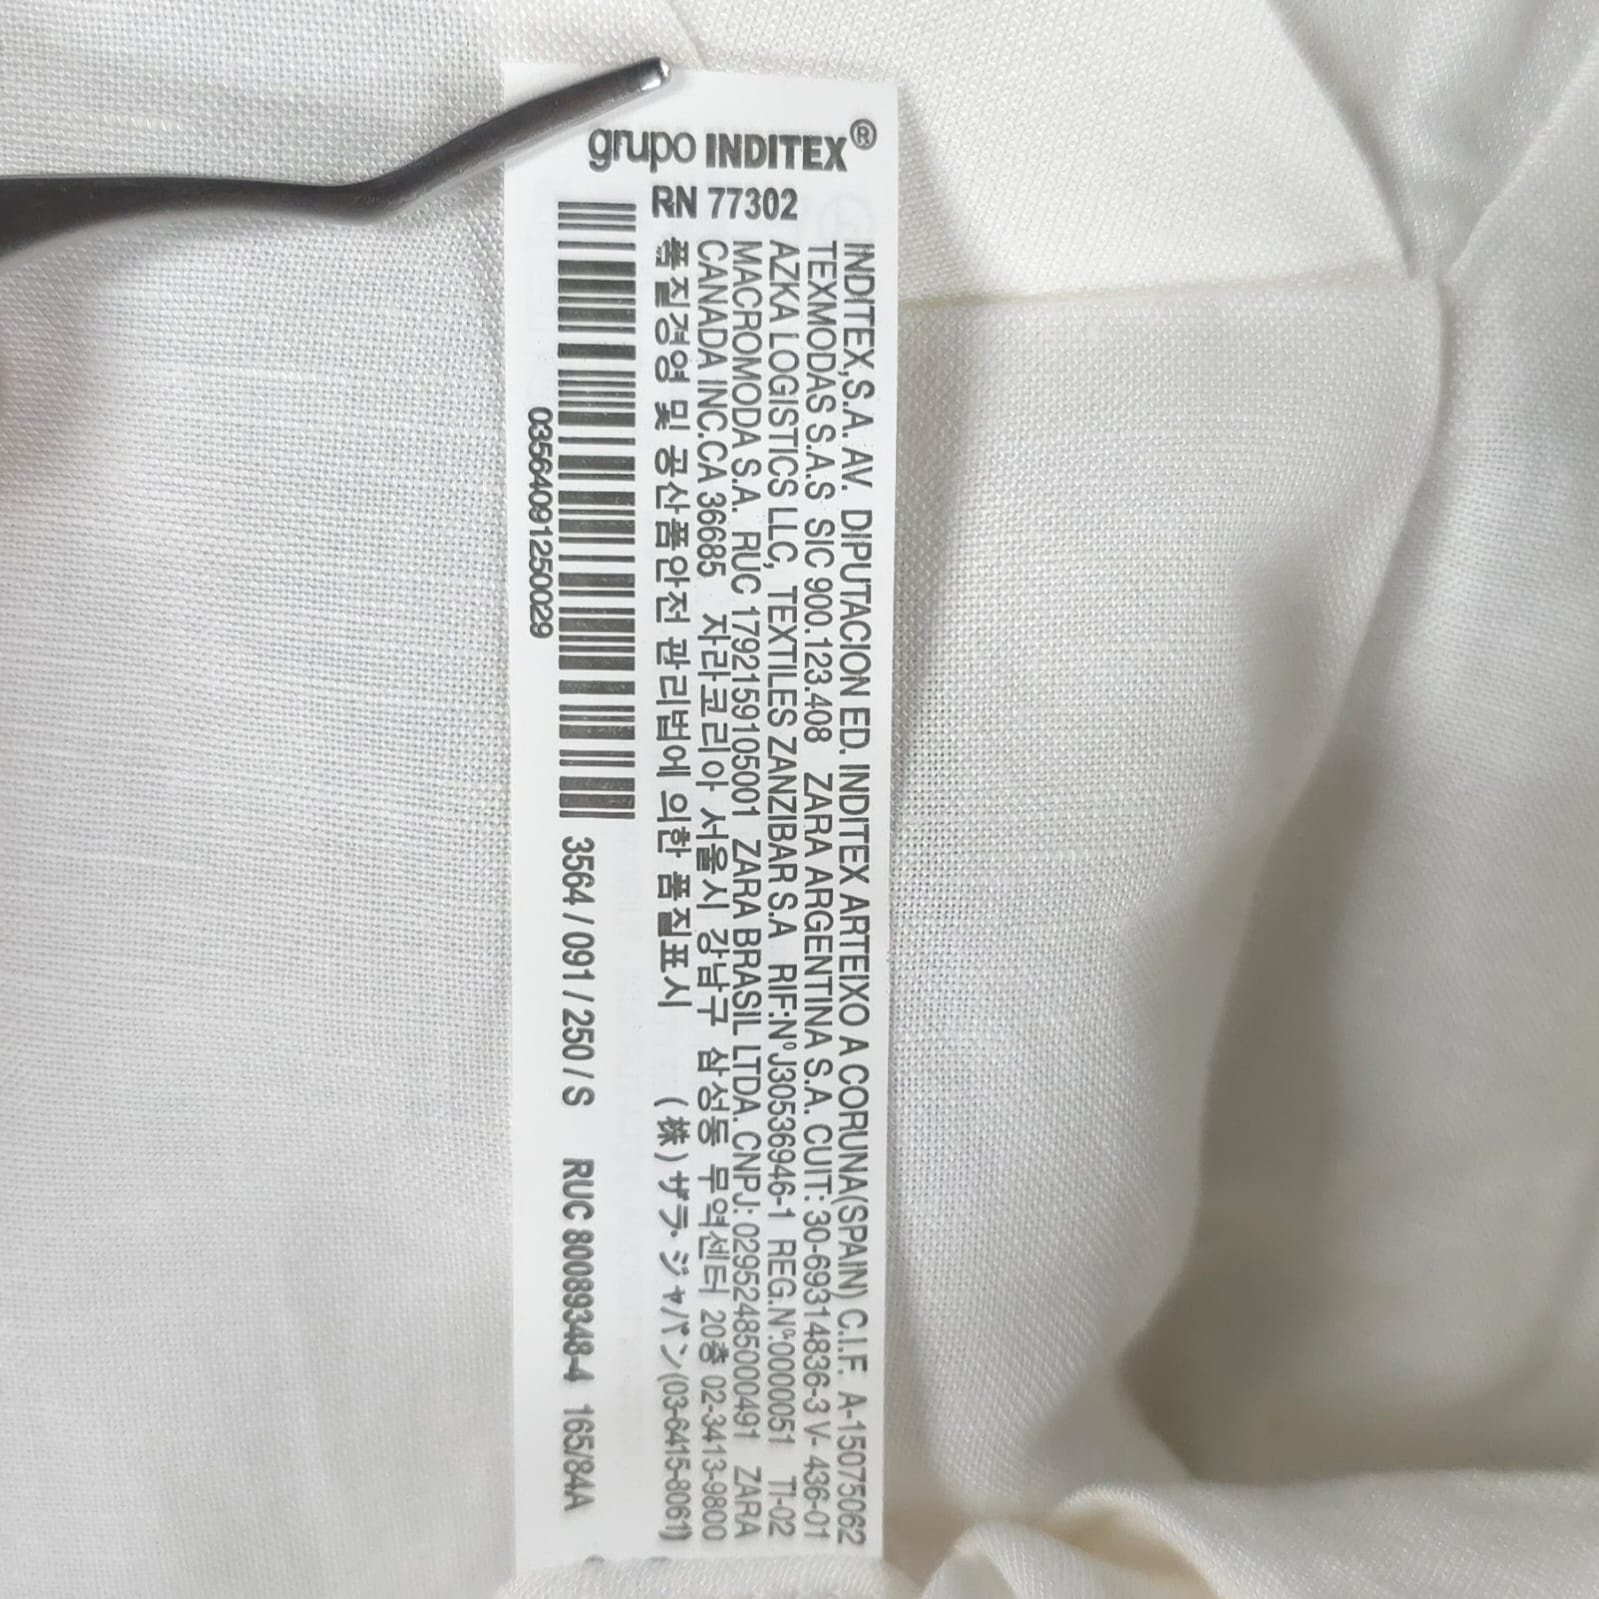 grupo INDITEX®
RN 77302
INDITEX,S.A. AV. DIPUTACION ED. INDITEX ARTEIXO A CORUNA(SPAIN) C.I.F. A-15075062
TEXMODAS S.A.S SIC 900.123.408 ZARA ARGENTINA S.A. CUIT: 30-69314836-3 V- 436-01
AZKA LOGISTICS LLC, TEXTILES ZANZIBAR S.A RIF:Nº J30536946-1 REG.Nº:0000051 TI-02
MACROMODA S.A. RUC 1792159105001 ZARA BRASIL LTDA. CNPJ: 02952485000491 ZARA
CANADA INC.CA 36685 자라코리아 서울시 강남구 삼성동 무역센터 20층 02-3413-9800
품질경영 및 공산품안전 관리법에 의한 품질표시 (株)ザラ・ジャパン(03-6415-8061)
3564 / 091 / 250 / S RUC 80089348-4 165/84A
03564091250029